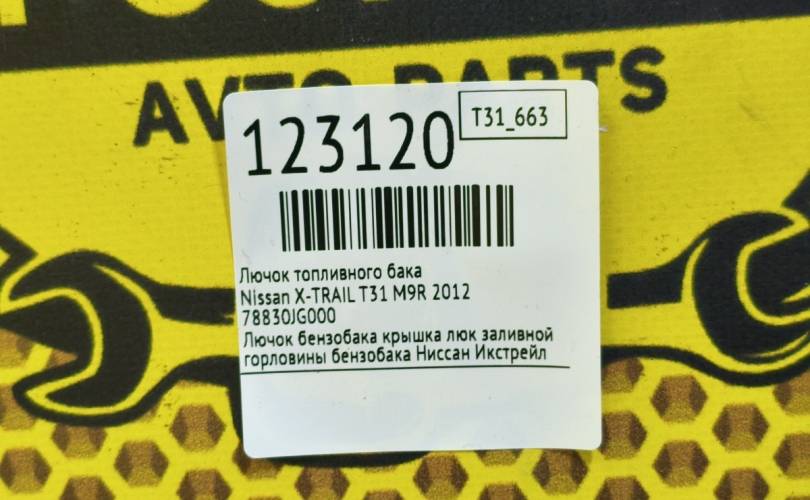 AVTO PARTS
123120
T31_663
Лючок топливного бака
Nissan X-TRAIL T31 M9R 2012
78830JG000
Лючок бензобака крышка люк заливной
горловины бензобака Ниссан Икстрейл